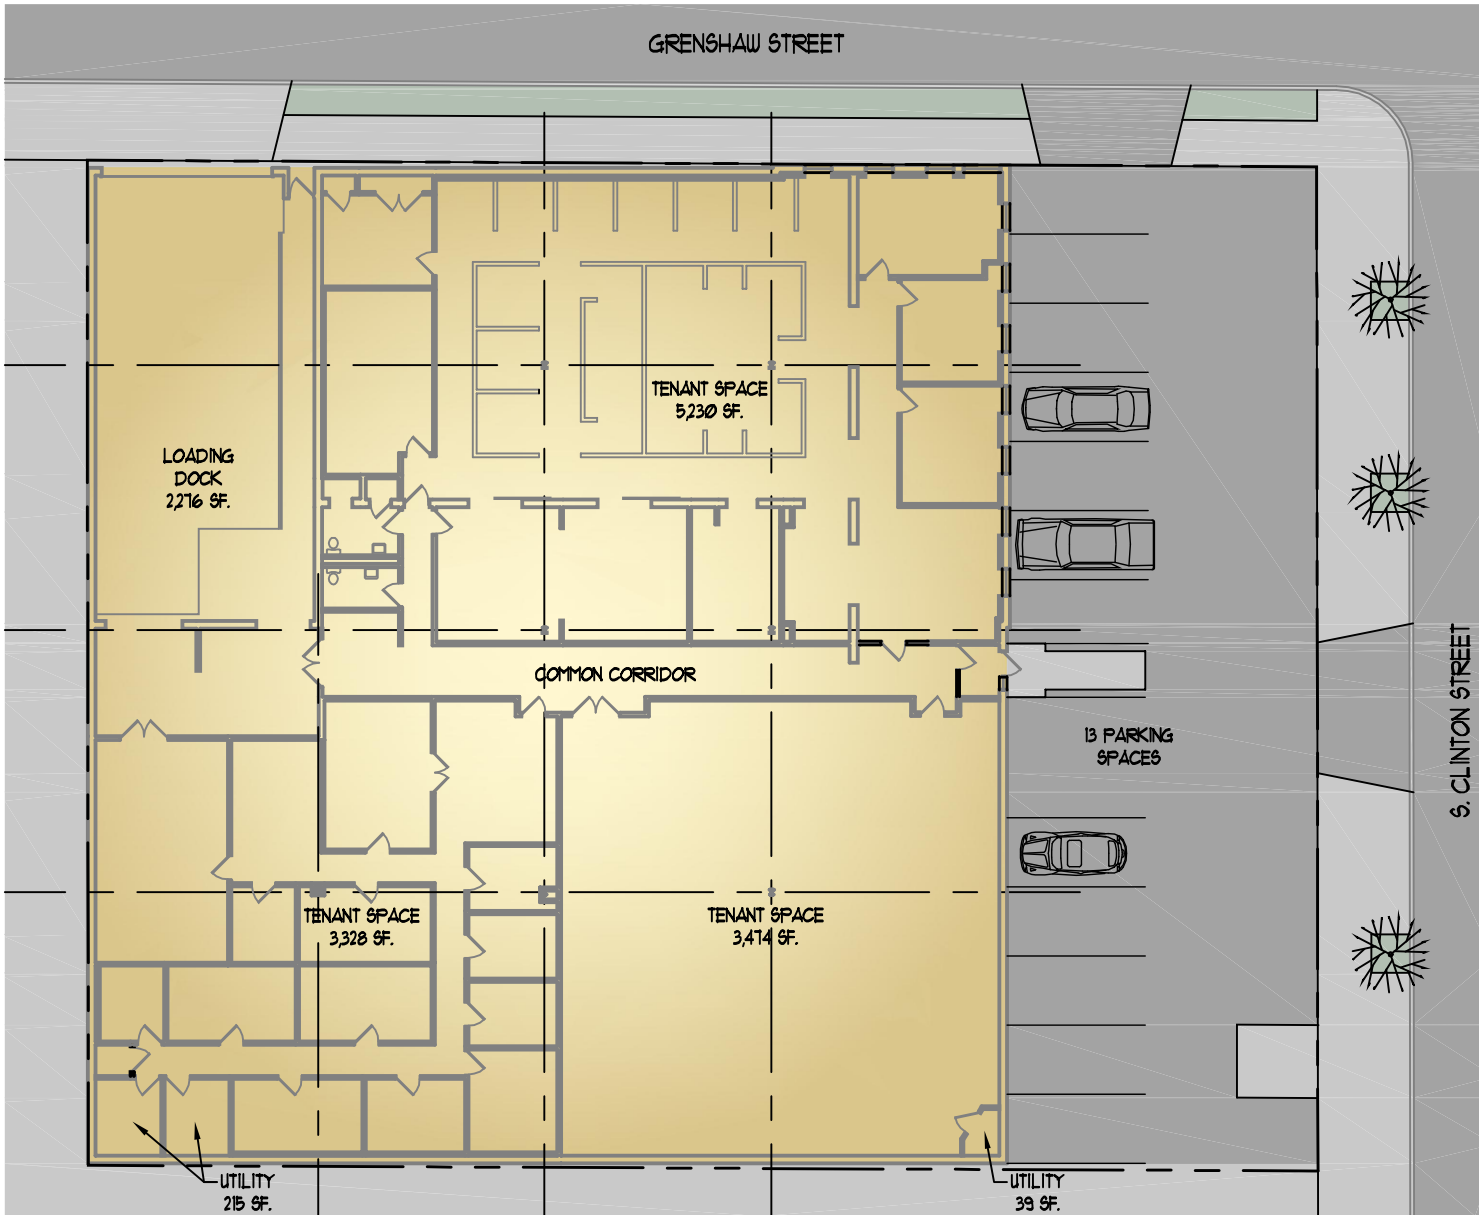 GRENSHAW STREET
TENANT SPACE
5,230 SF.
LOADING
DOCK
2,276 SF.
COMMON CORRIDOR
S. CLINTON STREET
13 PARKING
SPACES
TENANT SPACE
3,328 SF.
TENANT SPACE
3,474 SF.
UTILITY
215 SF.
UTILITY
39 SF.